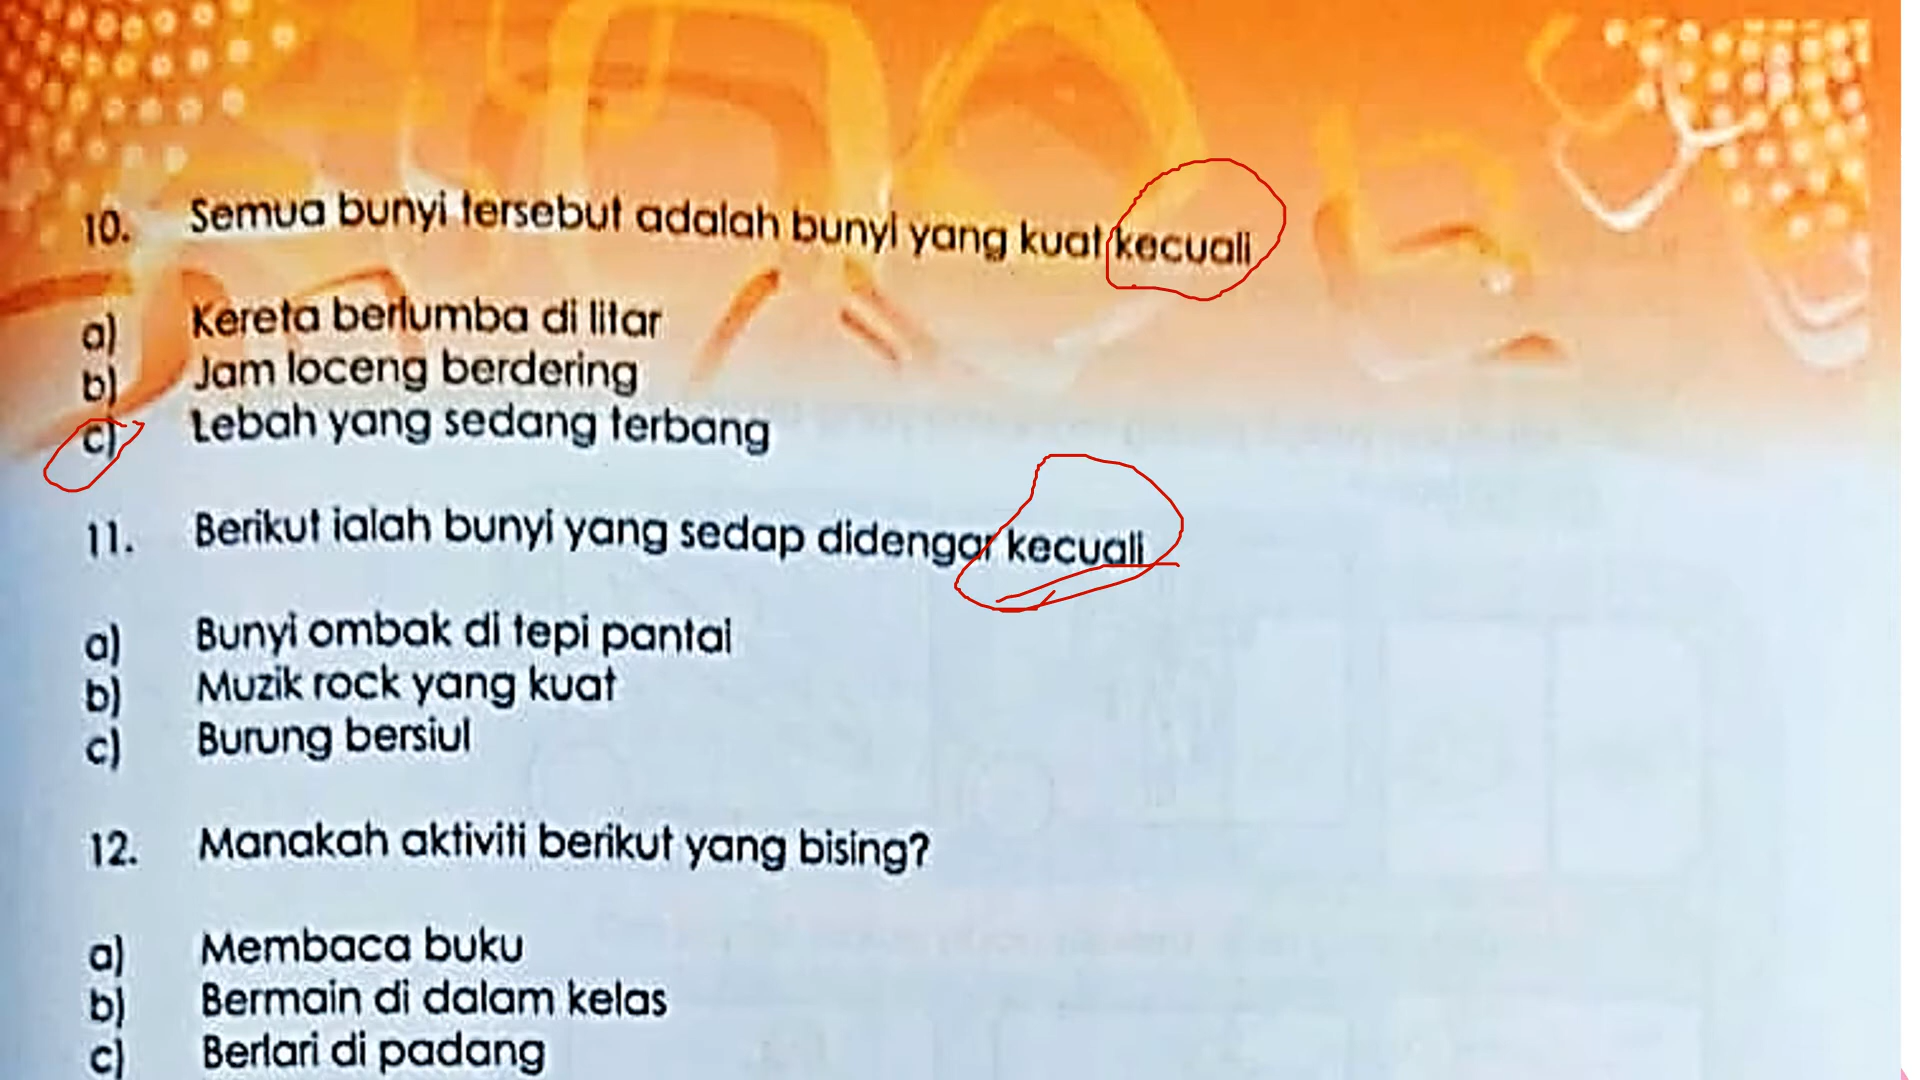 10. Semua bunyi tersebut adalah bunyi yang kuat kecuali
a) Kereta berlumba di litar
b) Jam loceng berdering
c) Lebah yang sedang terbang
11. Berikut ialah bunyi yang sedap didengar kecuali
a) Bunyi ombak di tepi pantai
b) Muzik rock yang kuat
c) Burung bersiul
12. Manakah aktiviti berikut yang bising?
a) Membaca buku
b) Bermain di dalam kelas
c) Berlari di padang